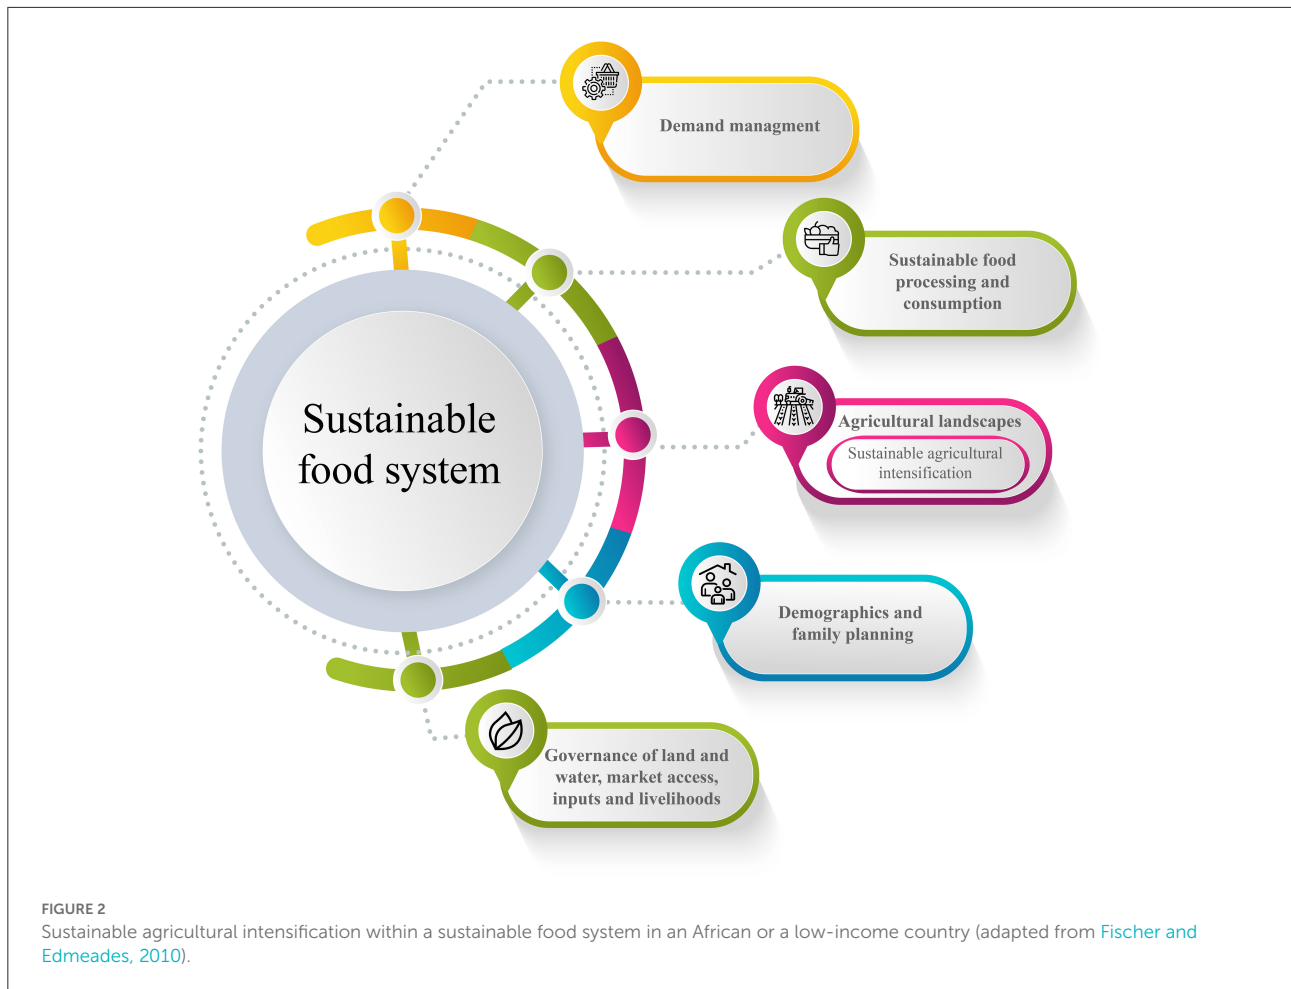 Demand managment
Sustainable food
processing and
consumption
Sustainable
food system
Agricultural landscapes
Sustainable agricultural
intensification
Demographics and
family planning
Governance of land and
water, market access,
inputs and livelihoods
FIGURE 2
Sustainable agricultural intensification within a sustainable food system in an African or a low-income country (adapted from Fischer and
Edmeades, 2010).